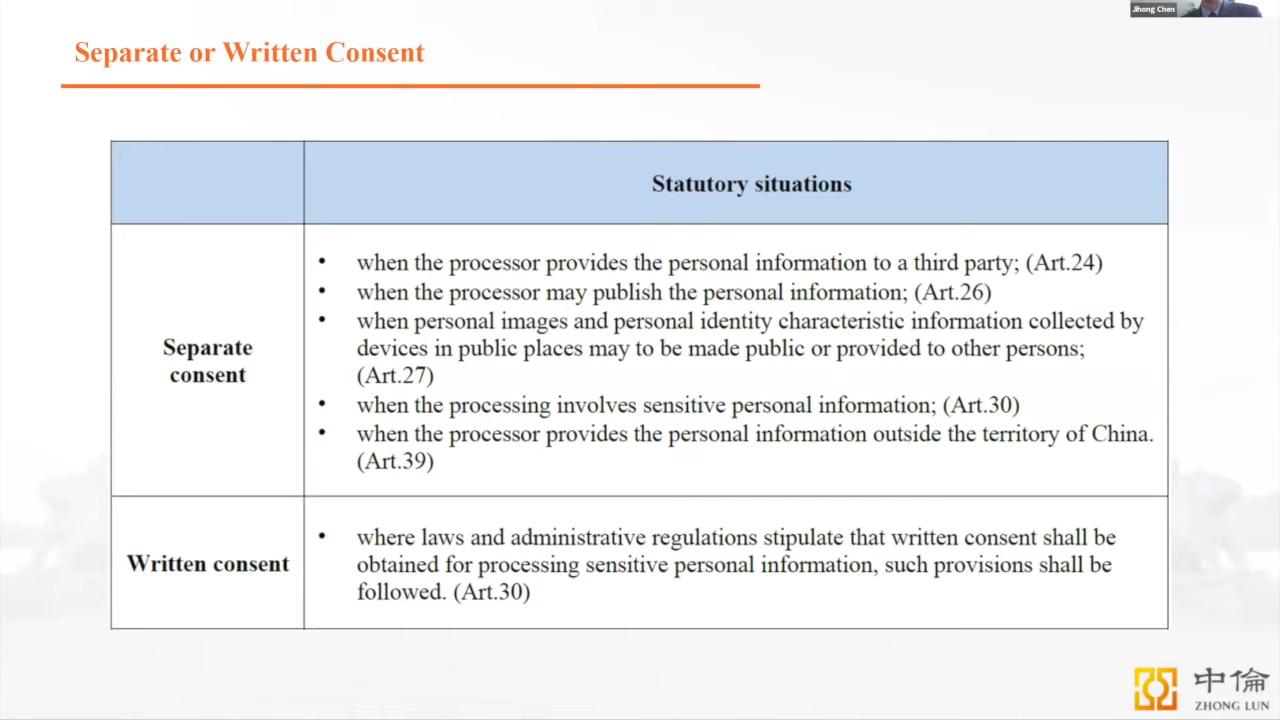 Jihong Chen
Separate or Written Consent
Statutory situations
Separate
consent
• when the processor provides the personal information to a third party; (Art.24)
• when the processor may publish the personal information; (Art.26)
• when personal images and personal identity characteristic information collected by
devices in public places may to be made public or provided to other persons;
(Art.27)
• when the processing involves sensitive personal information; (Art.30)
• when the processor provides the personal information outside the territory of China.
(Art.39)
Written consent
• where laws and administrative regulations stipulate that written consent shall be
obtained for processing sensitive personal information, such provisions shall be
followed. (Art.30)
中倫
ZHONG LUN